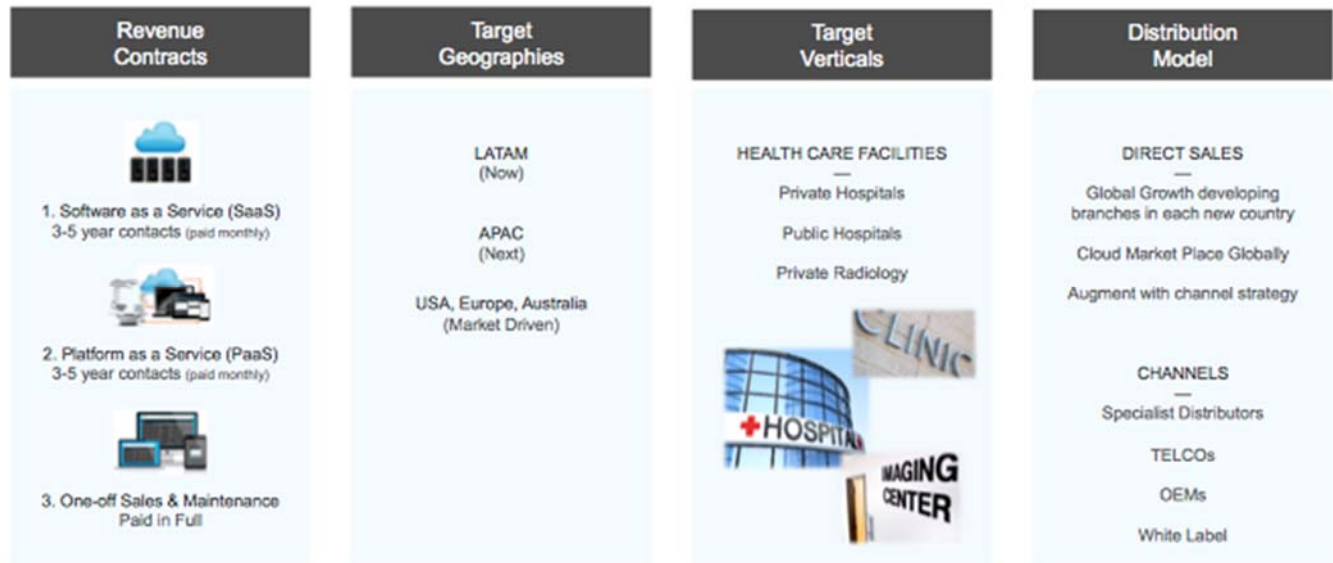 Revenue
Contracts
1. Software as a Service (SaaS)
3-5 year contacts (paid monthly)
2. Platform as a Service (PaaS)
3-5 year contacts (paid monthly)
3. One-off Sales & Maintenance
Paid in Full
Target
Geographies
LATAM
(Now)
APAC
(Next)
USA, Europe, Australia
(Market Driven)
Target
Verticals
HEALTH CARE FACILITIES
Private Hospitals
Public Hospitals
Private Radiology
CLINIC
HOSPITAL
IMAGING
CENTER
Distribution
Model
DIRECT SALES
Global Growth developing
branches in each new country
Cloud Market Place Globally
Augment with channel strategy
CHANNELS
Specialist Distributors
TELCOs
OEMs
White Label